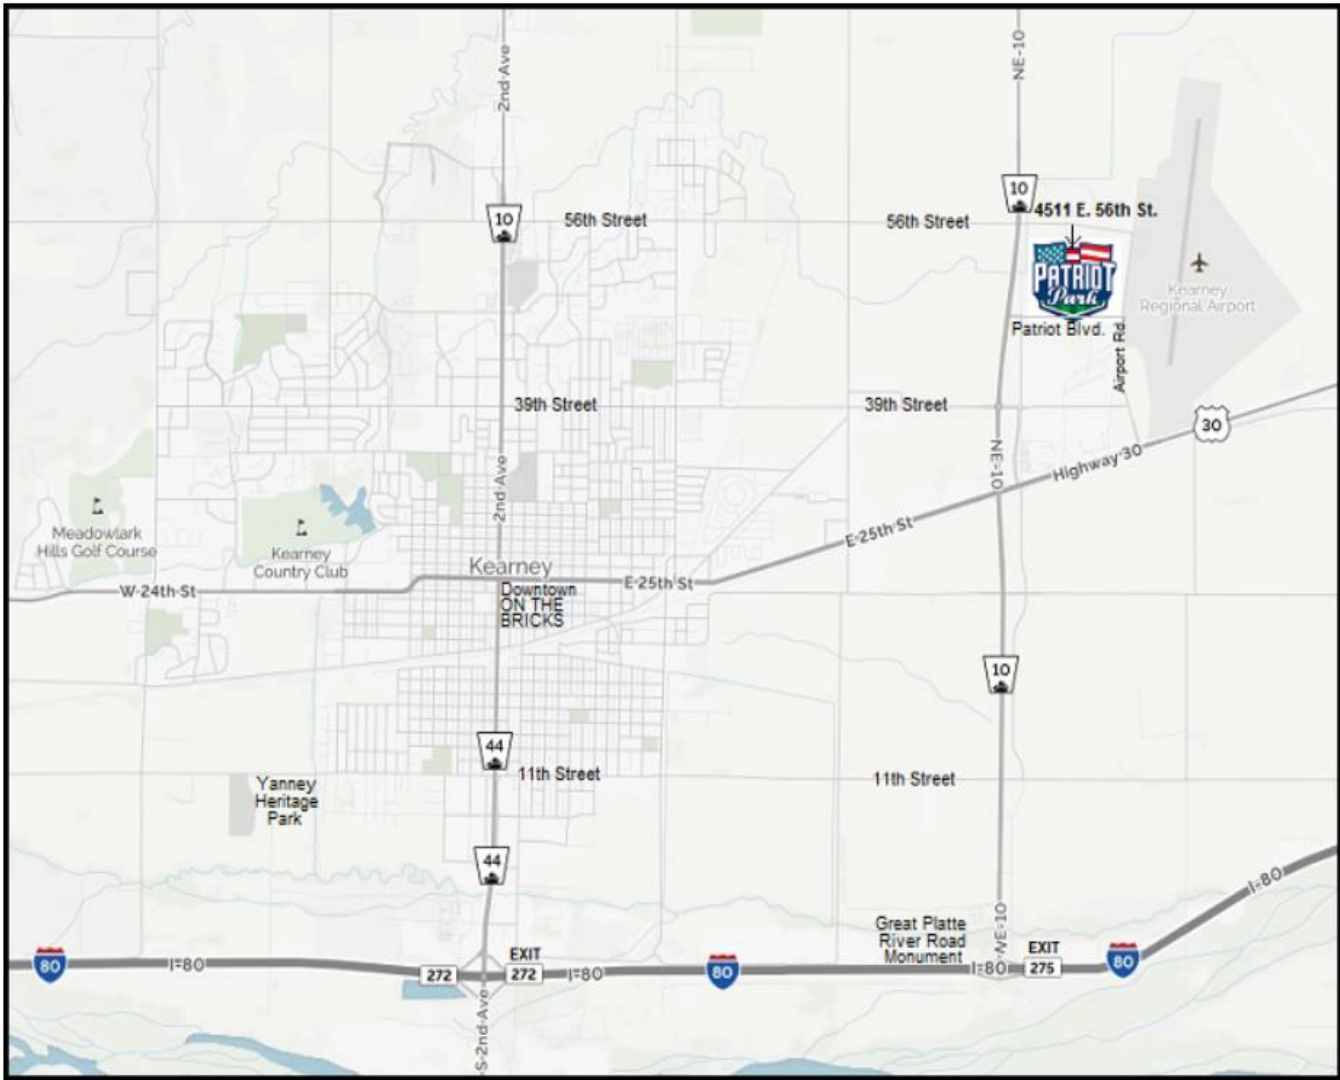 2nd Ave
NE-10
10
10
4511 E. 56th St.
56th Street
56th Street
PATRIOT
Park
Kearney
Regional Airport
Patriot Blvd.
Airport Rd.
39th Street
39th Street
30
2nd Ave
NE-10
Highway 30
Meadowlark
Hills Golf Course
Kearney
Country Club
E 25th St
Kearney
W 24th St
E 25th St
Downtown
ON THE
BRICKS
10
44
11th Street
11th Street
Yanney
Heritage
Park
44
I-80
Great Platte
River Road
Monument
NE-10
EXIT
EXIT
80
I-80
272
272
I-80
80
I-80
275
80
S 2nd Ave